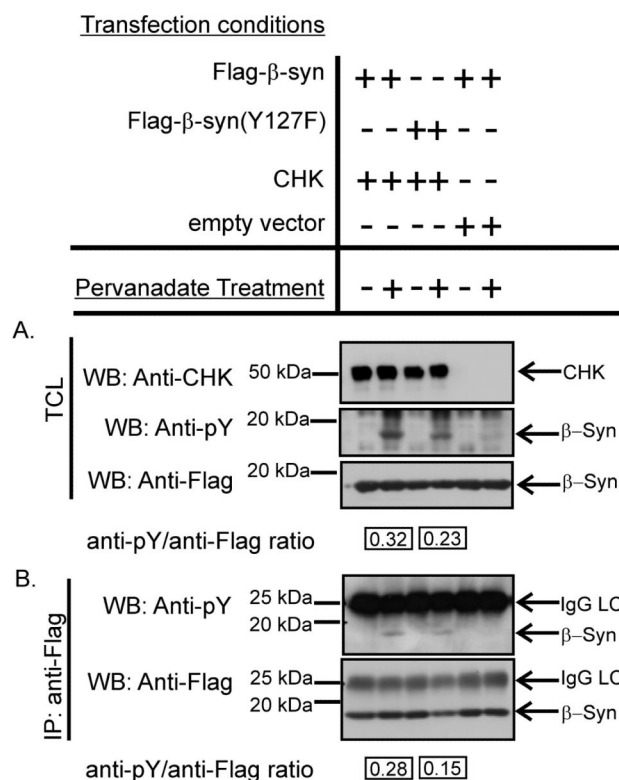 Transfection conditions
Flag-β-syn ++--++
Flag-β-syn(Y127F) --++--
CHK ++++--
empty vector ----++
Pervanadate Treatment -+-+-+
A.
TCL
WB: Anti-CHK 50 kDa CHK
WB: Anti-pY 20 kDa β-Syn
WB: Anti-Flag 20 kDa β-Syn
anti-pY/anti-Flag ratio 0.32 0.23
B.
IP: anti-Flag
WB: Anti-pY 25 kDa IgG LC
20 kDa β-Syn
WB: Anti-Flag 25 kDa IgG LC
20 kDa β-Syn
anti-pY/anti-Flag ratio 0.28 0.15